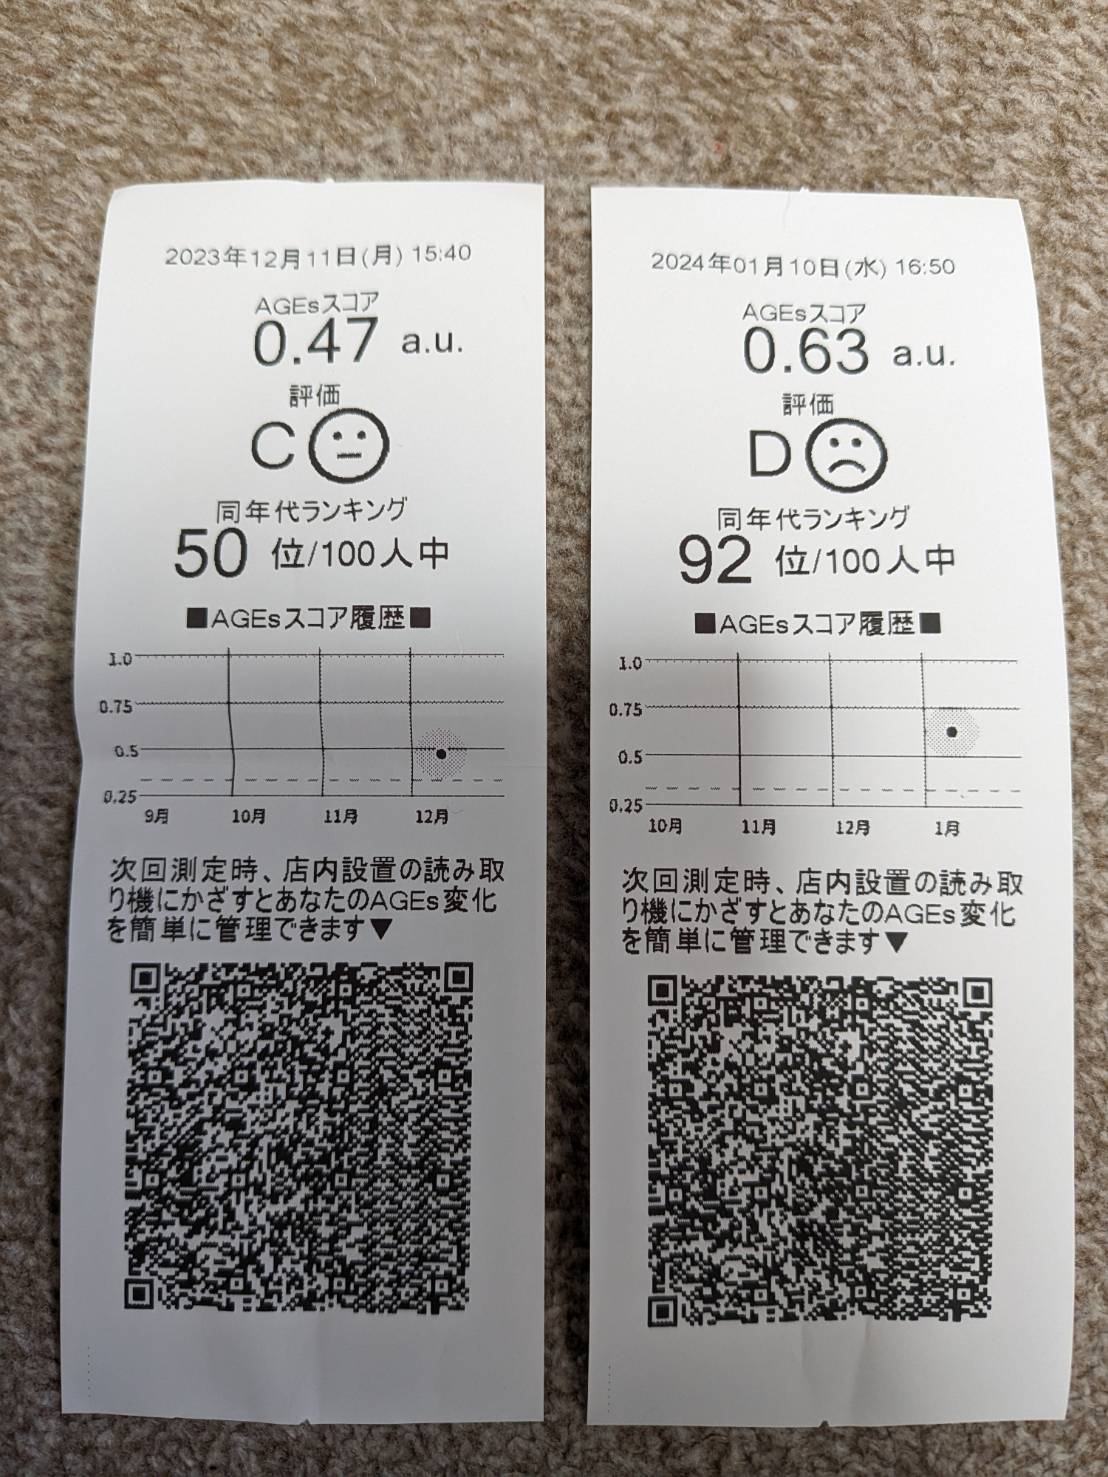 2023年12月11日(月) 15:40
AGEsスコア
0.47 a.u.
評価
C
同年代ランキング
50 位/100人中
■AGEsスコア履歴■
1.0
0.75
0.5
0.25
9月 10月 11月 12月
次回測定時、店内設置の読み取
り機にかざすとあなたのAGEs変化
を簡単に管理できます▼
2024年01月10日(水) 16:50
AGEsスコア
0.63 a.u.
評価
D
同年代ランキング
92 位/100人中
■AGEsスコア履歴■
1.0
0.75
0.5
0.25
10月 11月 12月 1月
次回測定時、店内設置の読み取
り機にかざすとあなたのAGEs変化
を簡単に管理できます▼